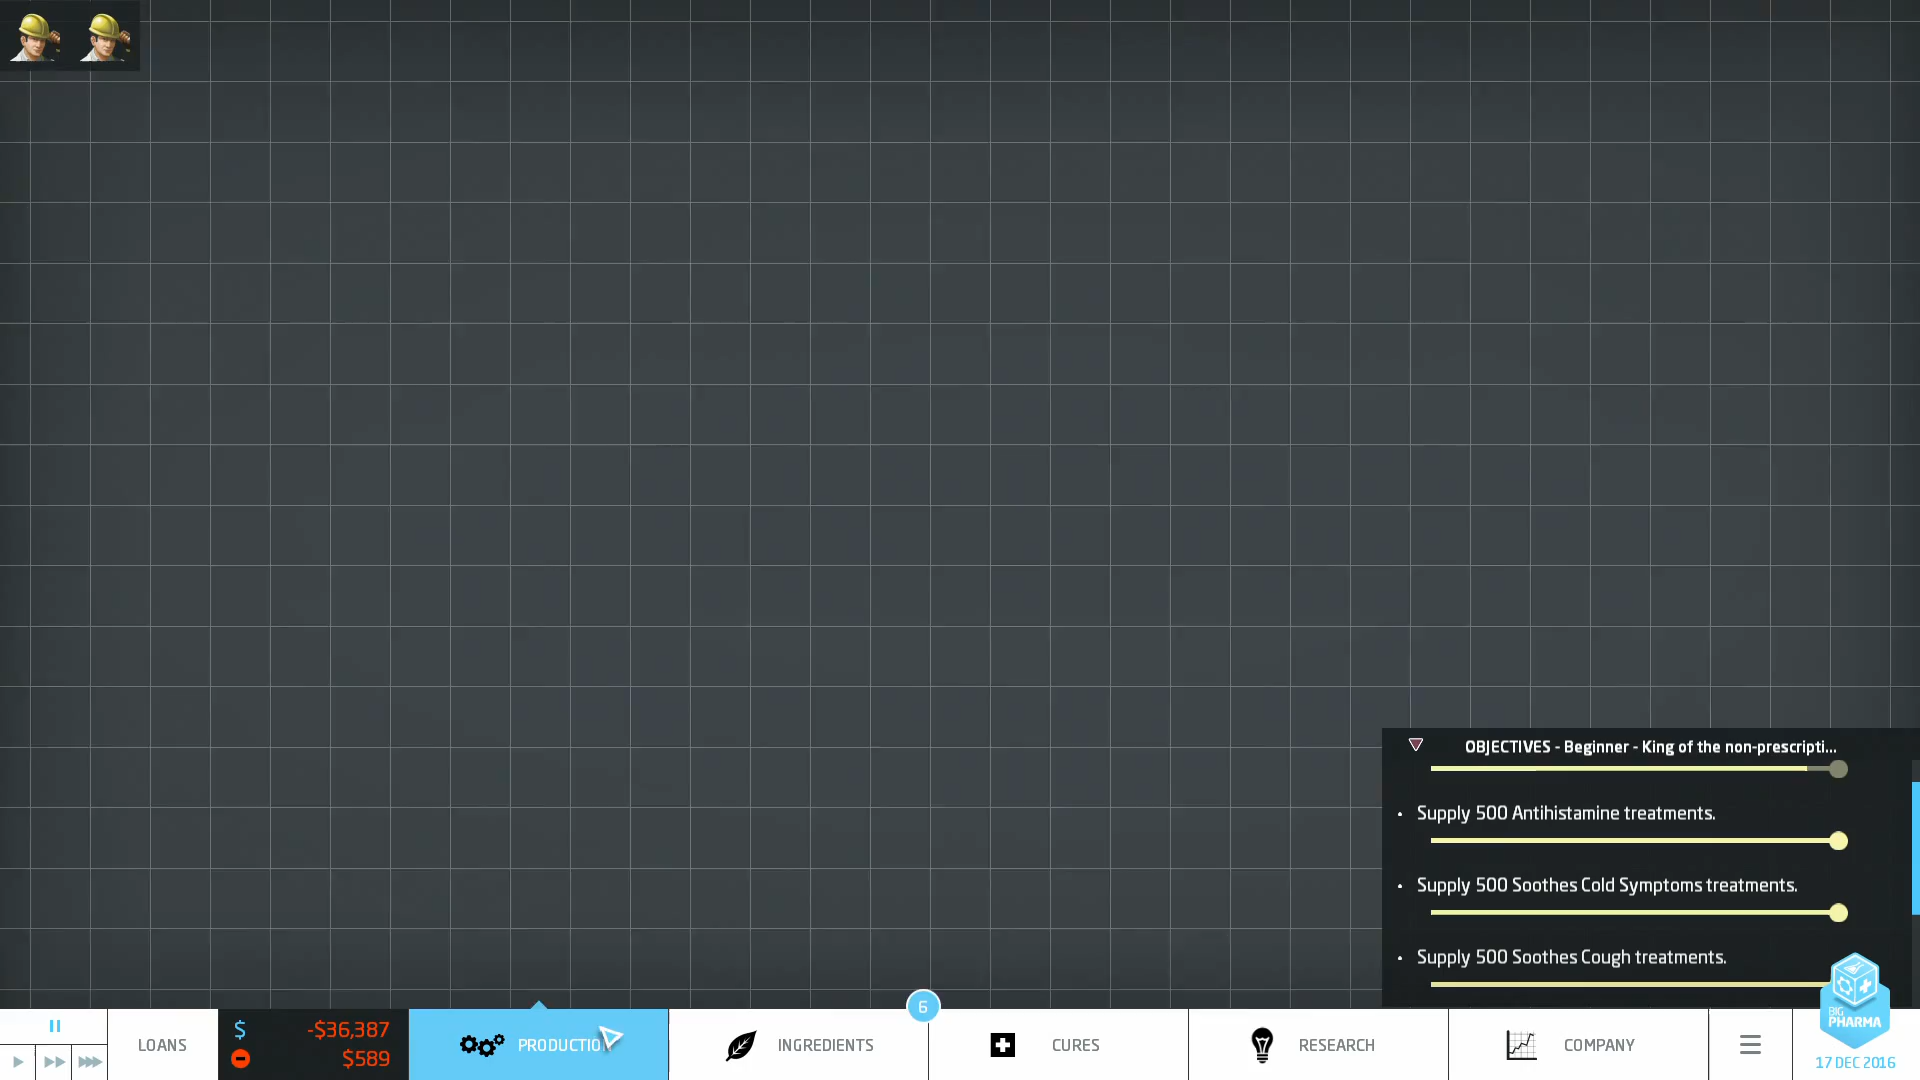 OBJECTIVES - Beginner - King of the non-prescripti...
• Supply 500 Antihistamine treatments.
• Supply 500 Soothes Cold Symptoms treatments.
• Supply 500 Soothes Cough treatments.
6
LOANS
$ -$36,387
$589
PRODUCTIO
INGREDIENTS
CURES
RESEARCH
COMPANY
BIG
PHARMA
17 DEC 2016